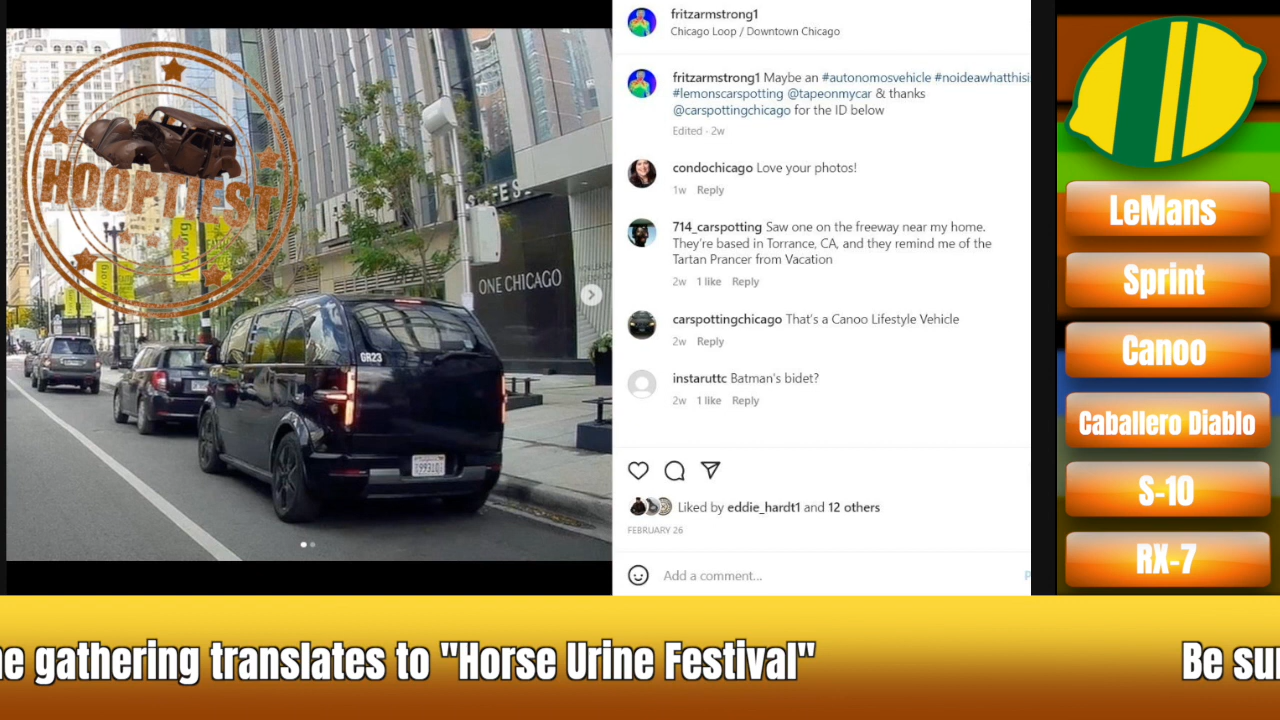 HOOPTIEST
ONE CHICAGO
GR23
fritzarmstrong1
Chicago Loop / Downtown Chicago
fritzarmstrong1 Maybe an #autonomosvehicle #noideawhatthisi
#lemonscarspotting @tapeonmycar & thanks
@carspottingchicago for the ID below
Edited · 2w
condochicago Love your photos!
1w Reply
714_carspotting Saw one on the freeway near my home.
They're based in Torrance, CA, and they remind me of the
Tartan Prancer from Vacation
2w 1 like Reply
carspottingchicago That's a Canoo Lifestyle Vehicle
2w Reply
instaruttc Batman's bidet?
2w 1 like Reply
Liked by eddie_hardt1 and 12 others
FEBRUARY 26
Add a comment...
LeMans
Sprint
Canoo
Caballero Diablo
S-10
RX-7
he gathering translates to "Horse Urine Festival"
Be su